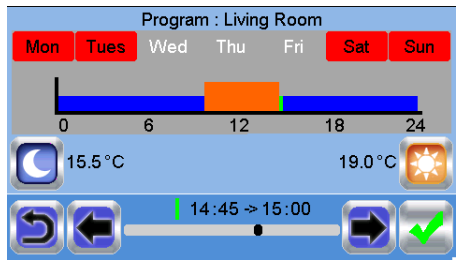 Program : Living Room
Mon Tues Wed Thu Fri Sat Sun
0 6 12 18 24
15.5°C 19.0°C
14:45 -> 15:00